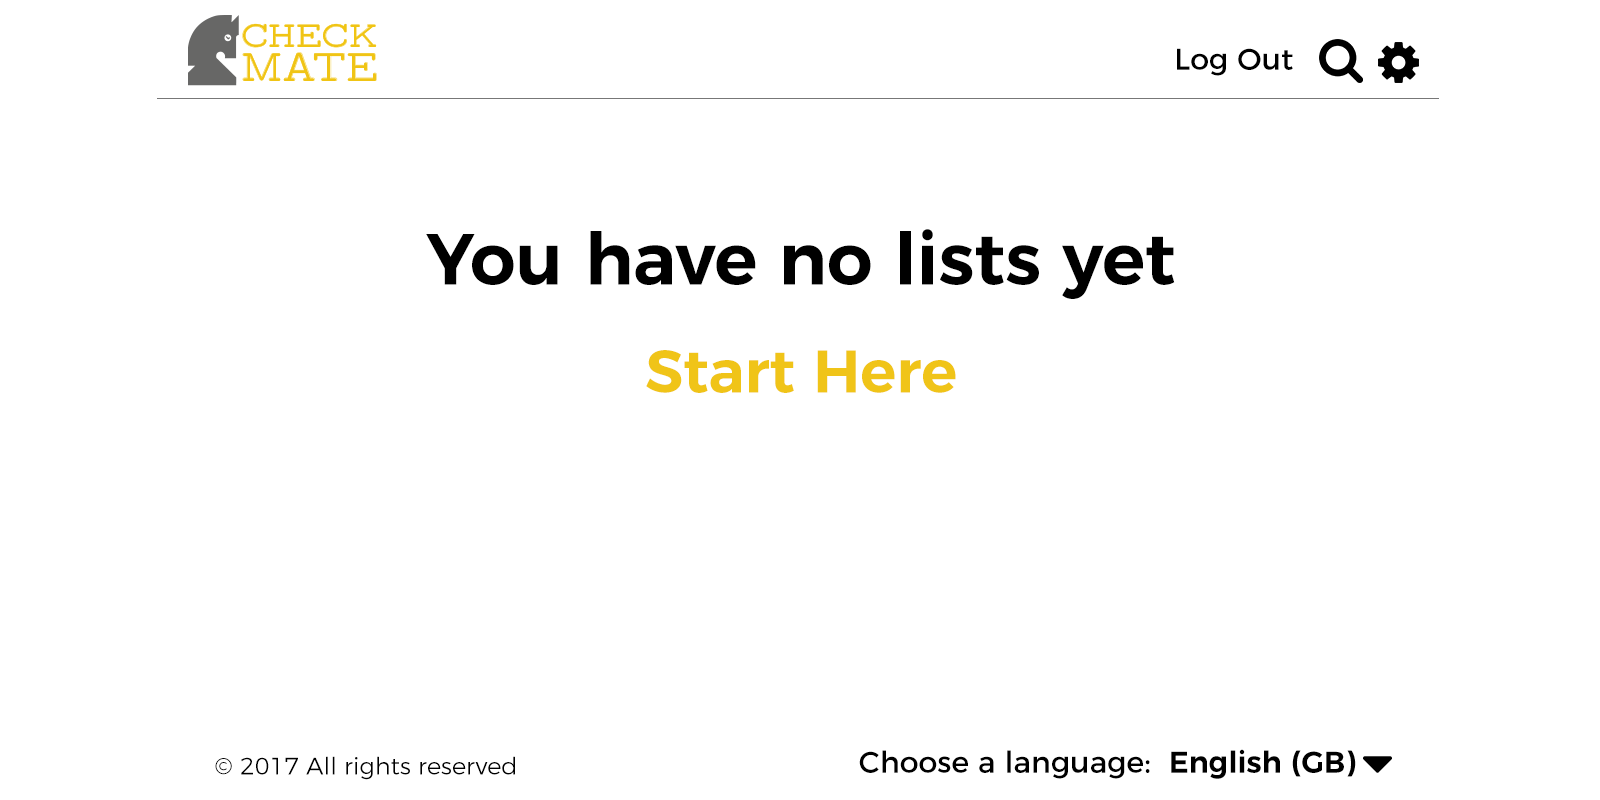 CHECK
MATE
Log Out
You have no lists yet
Start Here
© 2017 All rights reserved
Choose a language: English (GB)